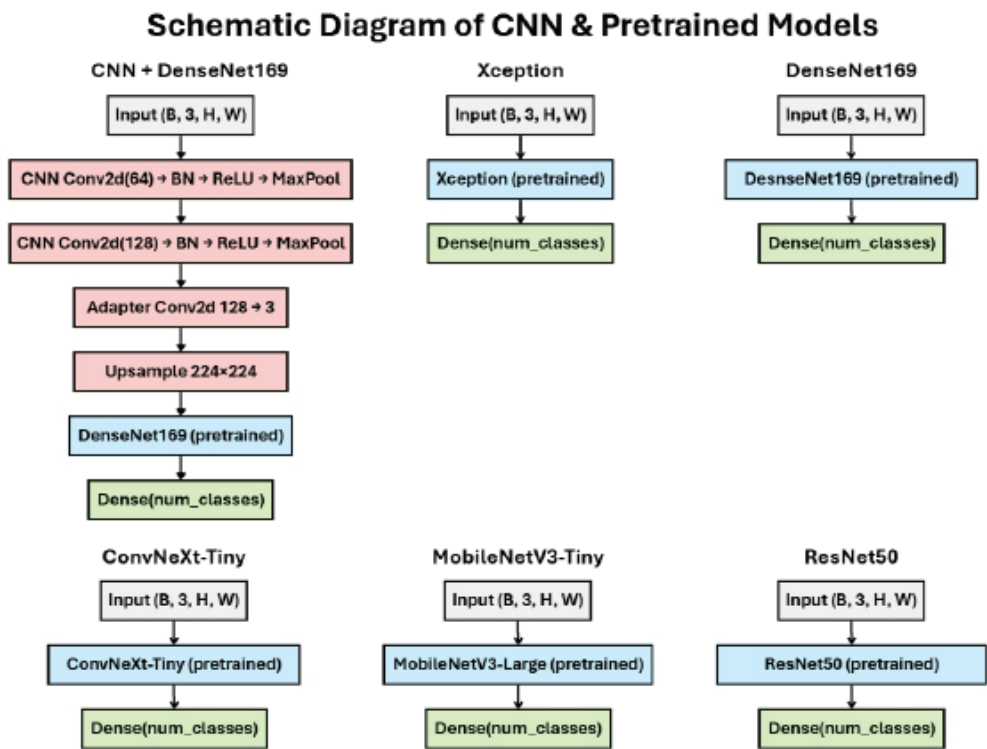 Schematic Diagram of CNN & Pretrained Models
CNN + DenseNet169
Input (B, 3, H, W)
CNN Conv2d(64) → BN → ReLU → MaxPool
CNN Conv2d(128) → BN → ReLU → MaxPool
Adapter Conv2d 128 → 3
Upsample 224×224
DenseNet169 (pretrained)
Dense(num_classes)
Xception
Input (B, 3, H, W)
Xception (pretrained)
Dense(num_classes)
DenseNet169
Input (B, 3, H, W)
DesnseNet169 (pretrained)
Dense(num_classes)
ConvNeXt-Tiny
Input (B, 3, H, W)
ConvNeXt-Tiny (pretrained)
Dense(num_classes)
MobileNetV3-Tiny
Input (B, 3, H, W)
MobileNetV3-Large (pretrained)
Dense(num_classes)
ResNet50
Input (B, 3, H, W)
ResNet50 (pretrained)
Dense(num_classes)